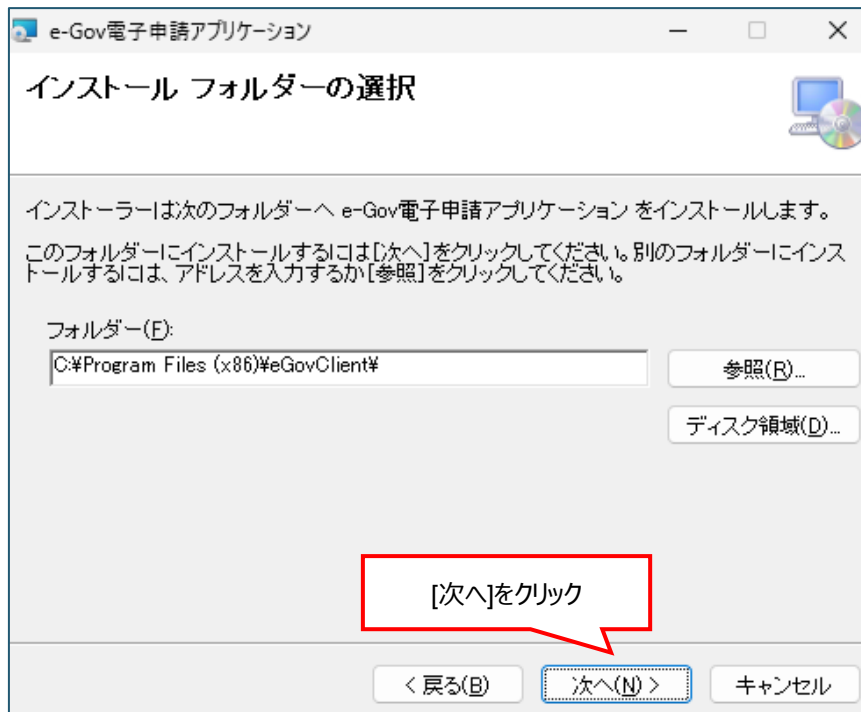 e-Gov電子申請アプリケーション
インストール フォルダーの選択
インストーラーは次のフォルダーへ e-Gov電子申請アプリケーション をインストールします。
このフォルダーにインストールするには[次へ]をクリックしてください。別のフォルダーにインス
トールするには、アドレスを入力するか[参照]をクリックしてください。
フォルダー(F):
C:¥Program Files (x86)¥eGovClient¥
参照(R)...
ディスク領域(D)...
[次へ]をクリック
< 戻る(B)
次へ(N) >
キャンセル